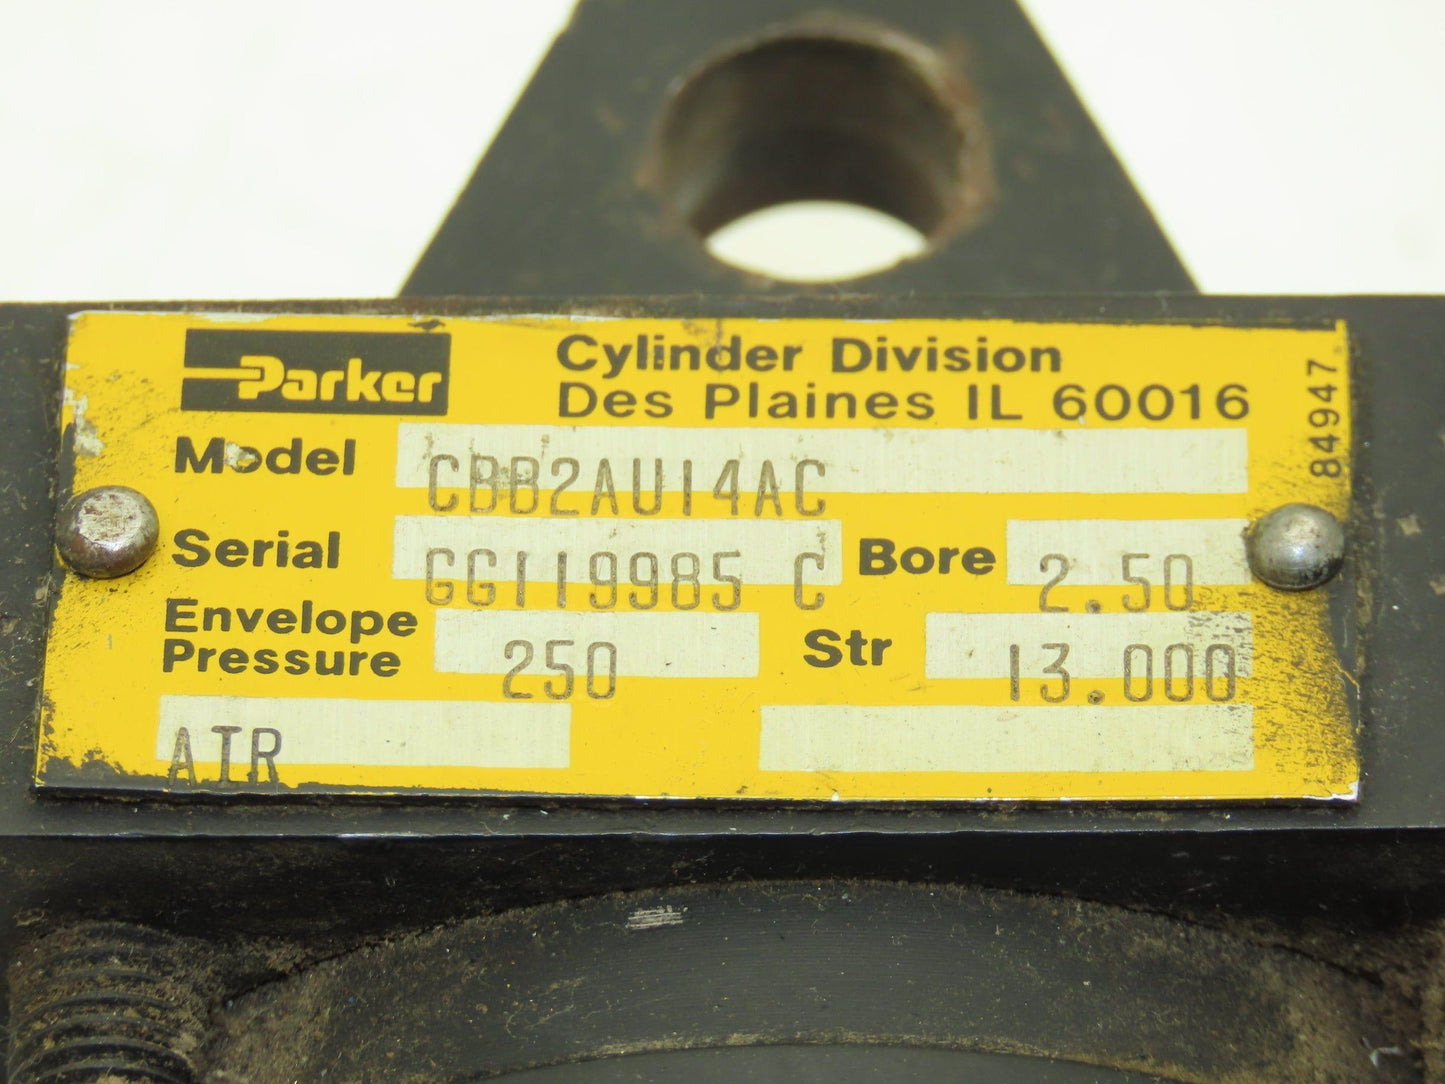 Parker
Cylinder Division
Des Plaines IL 60016
84947
Model CBB2AU14AC
Serial GG119985 C Bore 2.50
Envelope Pressure 250 Str 13.000
AIR